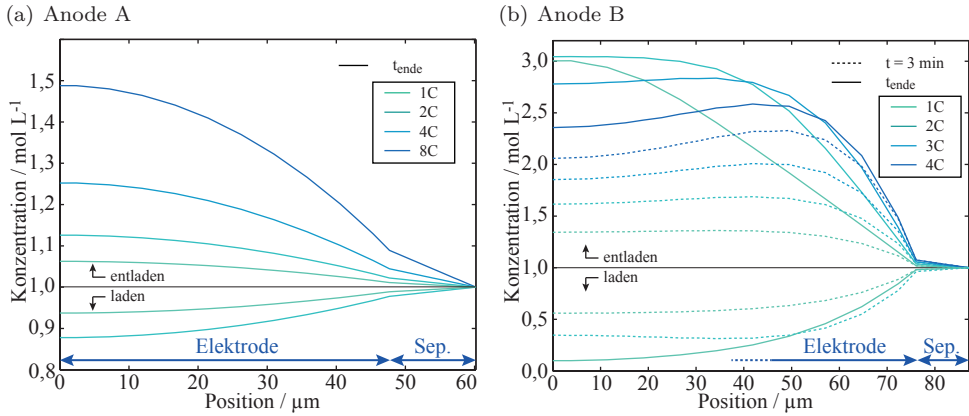 (a) Anode A
Konzentration / mol L⁻¹
1,5
1,4
1,3
1,2
1,1
1,0
0,9
0,8
t_ende
1C
2C
4C
8C
entladen
laden
Elektrode
Sep.
0
10
20
30
40
50
60
Position / µm
(b) Anode B
Konzentration / mol L⁻¹
3,0
2,5
2,0
1,5
1,0
0,5
0,0
t = 3 min
t_ende
1C
2C
3C
4C
entladen
laden
Elektrode
Sep.
0
10
20
30
40
50
60
70
80
Position / µm